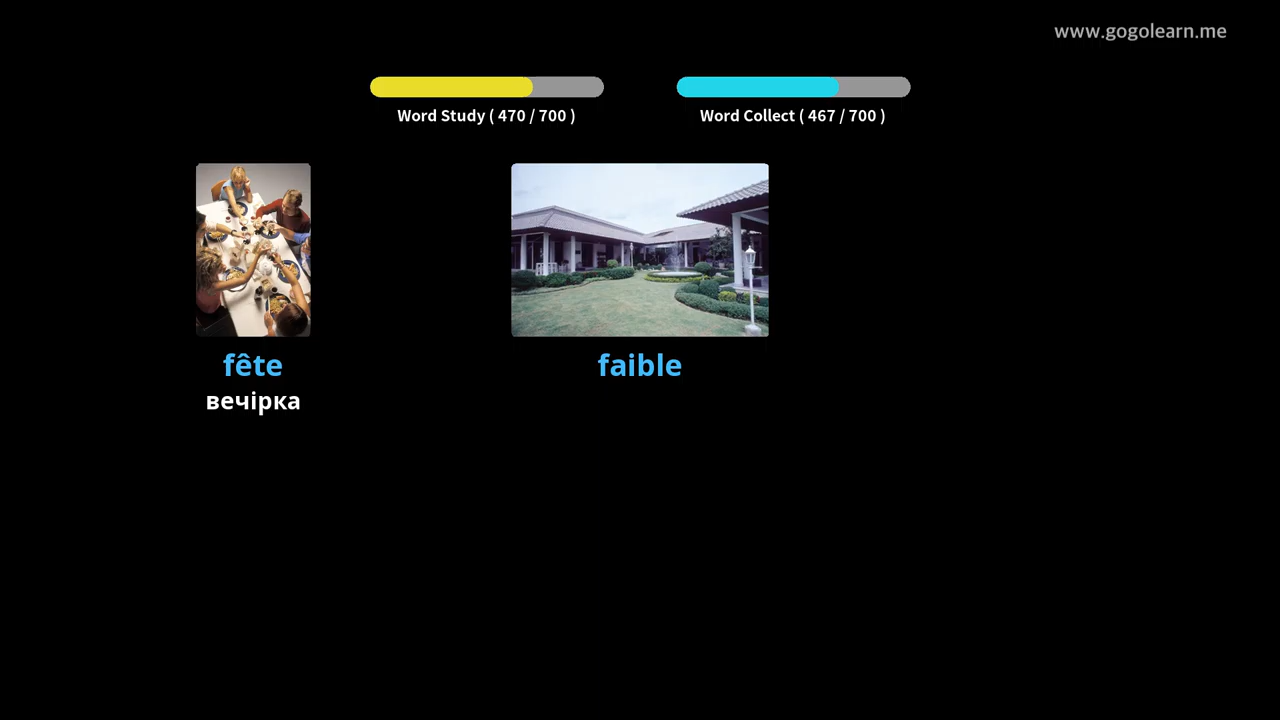 www.gogolearn.me
Word Study ( 470 / 700 )
Word Collect ( 467 / 700 )
fête
вечірка
faible